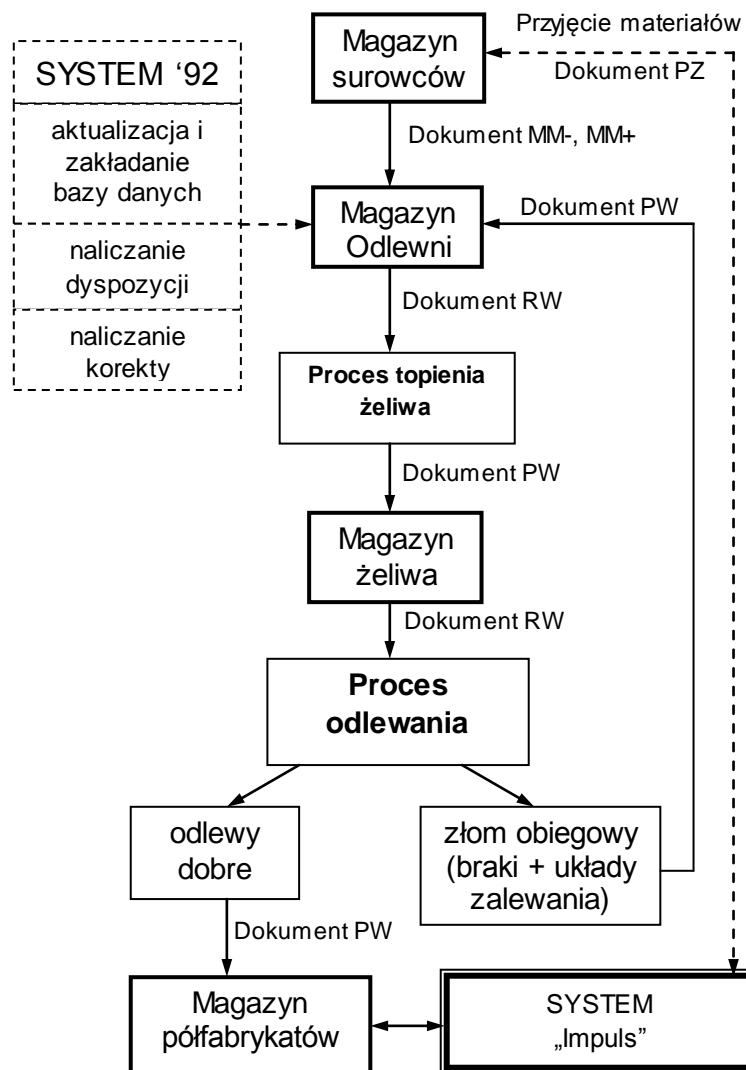 Przyjęcie materiałów
Dokument PZ
Magazyn
surowców
SYSTEM ‘92
aktualizacja i
zakładanie
bazy danych
naliczanie
dyspozycji
naliczanie
korekty
Dokument MM-, MM+
Magazyn
Odlewni
Dokument PW
Dokument RW
Proces topienia
żeliwa
Dokument PW
Magazyn
żeliwa
Dokument RW
Proces
odlewania
odlewy
dobre
złom obiegowy
(braki + układy
zalewania)
Dokument PW
Magazyn
półfabrykatów
SYSTEM
„Impuls”